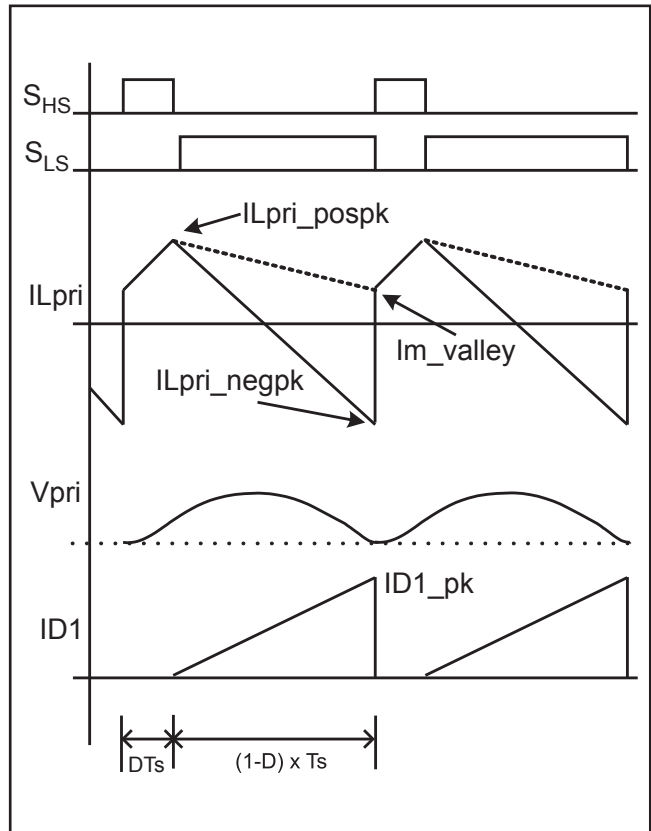 SHS
SLS
ILpri_pospk
ILpri
Im_valley
ILpri_negpk
Vpri
ID1_pk
ID1
DTs
(1-D) x Ts